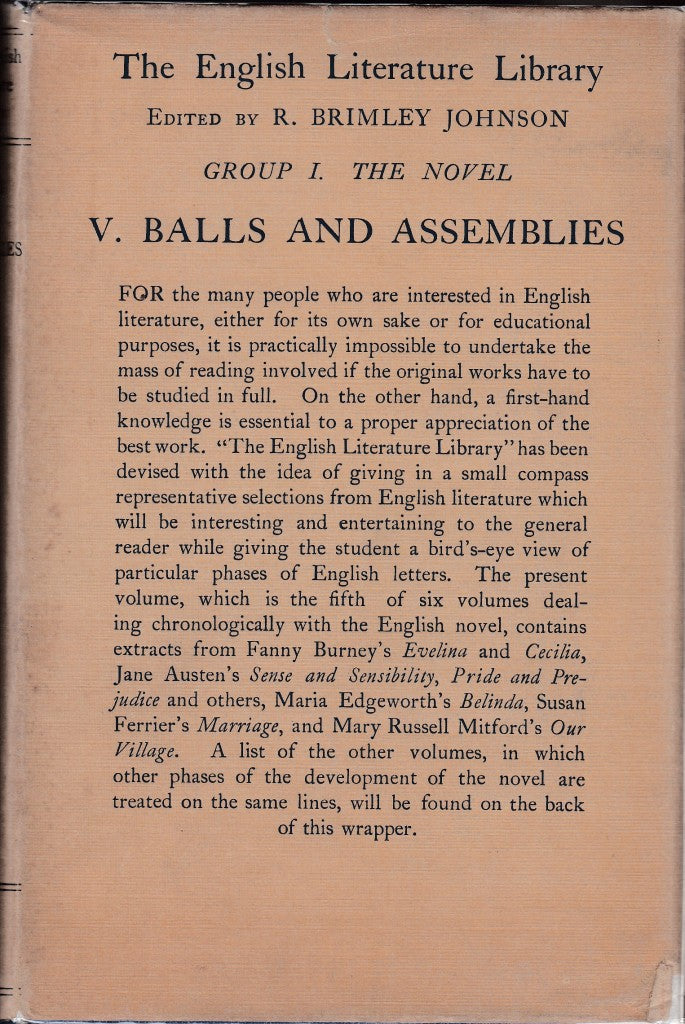 The English Literature Library
EDITED BY R. BRIMLEY JOHNSON
GROUP I. THE NOVEL
V. BALLS AND ASSEMBLIES
FOR the many people who are interested in English
literature, either for its own sake or for educational
purposes, it is practically impossible to undertake the
mass of reading involved if the original works have to
be studied in full. On the other hand, a first-hand
knowledge is essential to a proper appreciation of the
best work. “The English Literature Library” has been
devised with the idea of giving in a small compass
representative selections from English literature which
will be interesting and entertaining to the general
reader while giving the student a bird's-eye view of
particular phases of English letters. The present
volume, which is the fifth of six volumes deal-
ing chronologically with the English novel, contains
extracts from Fanny Burney's Evelina and Cecilia,
Jane Austen's Sense and Sensibility, Pride and Pre-
judice and others, Maria Edgeworth's Belinda, Susan
Ferrier's Marriage, and Mary Russell Mitford's Our
Village. A list of the other volumes, in which
other phases of the development of the novel are
treated on the same lines, will be found on the back
of this wrapper.